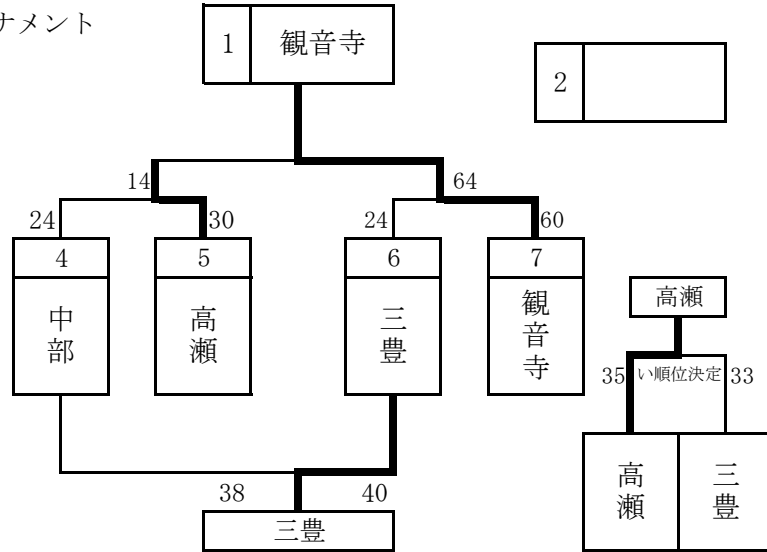 ナメント
1 観音寺
2
14 64
24 30 24 60
4 5 6 7
中部
高瀬
三豊
観音寺
高瀬
35 い順位決定 33
高瀬
三豊
38 40
三豊